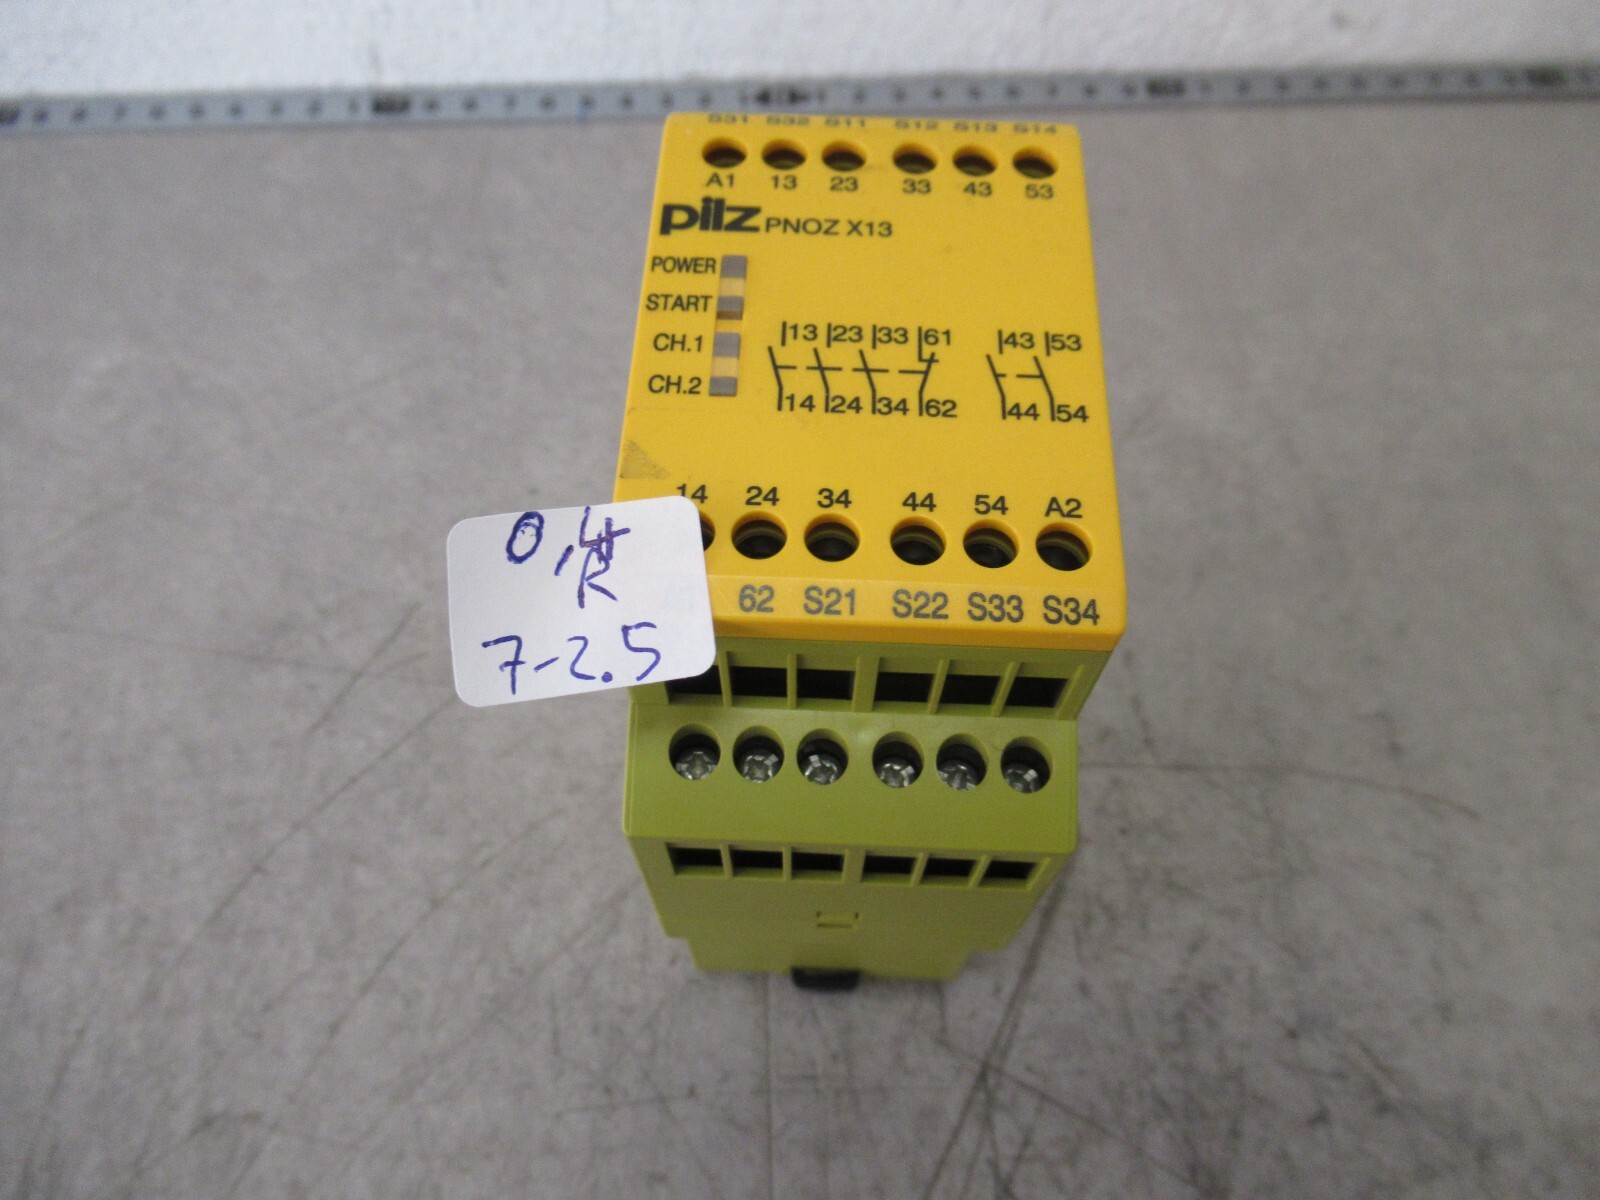 S31 S32 S11 S12 S13 S14
A1 13 23 33 43 53
pilz PNOZ X13
POWER
START
CH.1
CH.2
13 23 33 61 43 53
14 24 34 62 44 54
14 24 34 44 54 A2
62 S21 S22 S33 S34
0,4
R
7-2.5